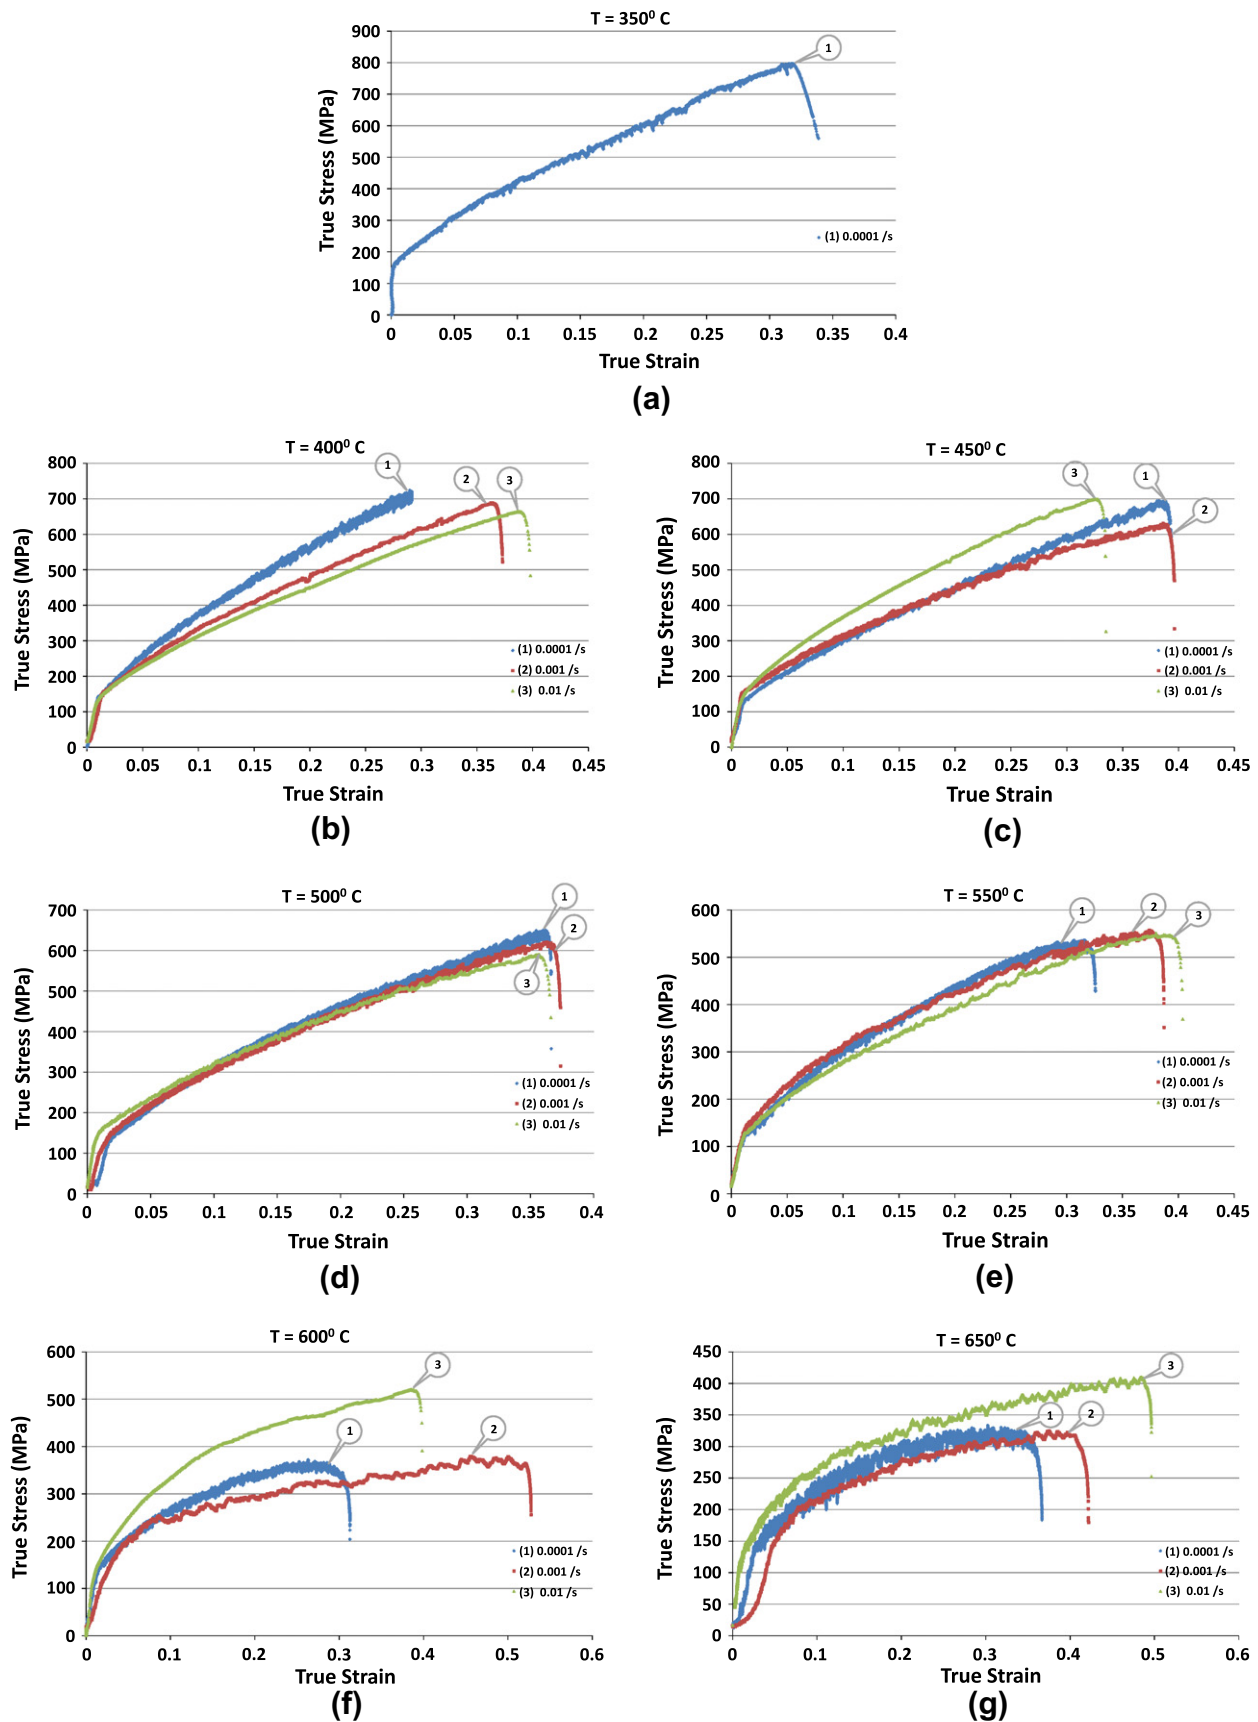 T = 350⁰ C
900
800
700
600
500
400
300
200
100
0
True Stress (MPa)
1
(1) 0.0001 /s
0 0.05 0.1 0.15 0.2 0.25 0.3 0.35 0.4
True Strain
(a)
T = 400⁰ C
800
700
600
500
400
300
200
100
0
True Stress (MPa)
1 2 3
(1) 0.0001 /s
(2) 0.001 /s
(3) 0.01 /s
0 0.05 0.1 0.15 0.2 0.25 0.3 0.35 0.4 0.45
True Strain
(b)
T = 450⁰ C
800
700
600
500
400
300
200
100
0
True Stress (MPa)
3 1 2
(1) 0.0001 /s
(2) 0.001 /s
(3) 0.01 /s
0 0.05 0.1 0.15 0.2 0.25 0.3 0.35 0.4 0.45
True Strain
(c)
T = 500⁰ C
700
600
500
400
300
200
100
0
True Stress (MPa)
1
2
3
(1) 0.0001 /s
(2) 0.001 /s
(3) 0.01 /s
0 0.05 0.1 0.15 0.2 0.25 0.3 0.35 0.4
True Strain
(d)
T = 550⁰ C
600
500
400
300
200
100
0
True Stress (MPa)
1 2 3
(1) 0.0001 /s
(2) 0.001 /s
(3) 0.01 /s
0 0.05 0.1 0.15 0.2 0.25 0.3 0.35 0.4 0.45
True Strain
(e)
T = 600⁰ C
600
500
400
300
200
100
0
True Stress (MPa)
3
1 2
(1) 0.0001 /s
(2) 0.001 /s
(3) 0.01 /s
0 0.1 0.2 0.3 0.4 0.5 0.6
True Strain
(f)
T = 650⁰ C
450
400
350
300
250
200
150
100
50
0
True Stress (MPa)
3
1 2
(1) 0.0001 /s
(2) 0.001 /s
(3) 0.01 /s
0 0.1 0.2 0.3 0.4 0.5 0.6
True Strain
(g)